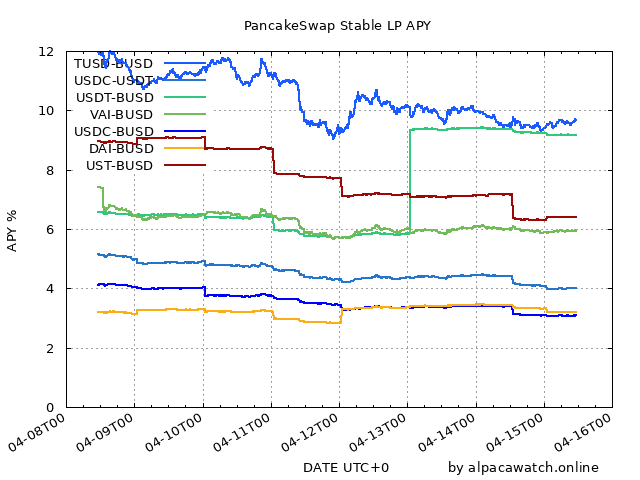 PancakeSwap Stable LP APY
12
10
8
6
4
2
0
APY %
TUSD-BUSD
USDC-USDT
USDT-BUSD
VAI-BUSD
USDC-BUSD
DAI-BUSD
UST-BUSD
04-08T00
04-09T00
04-10T00
04-11T00
04-12T00
04-13T00
04-14T00
04-15T00
04-16T00
DATE UTC+0
by alpacawatch.online